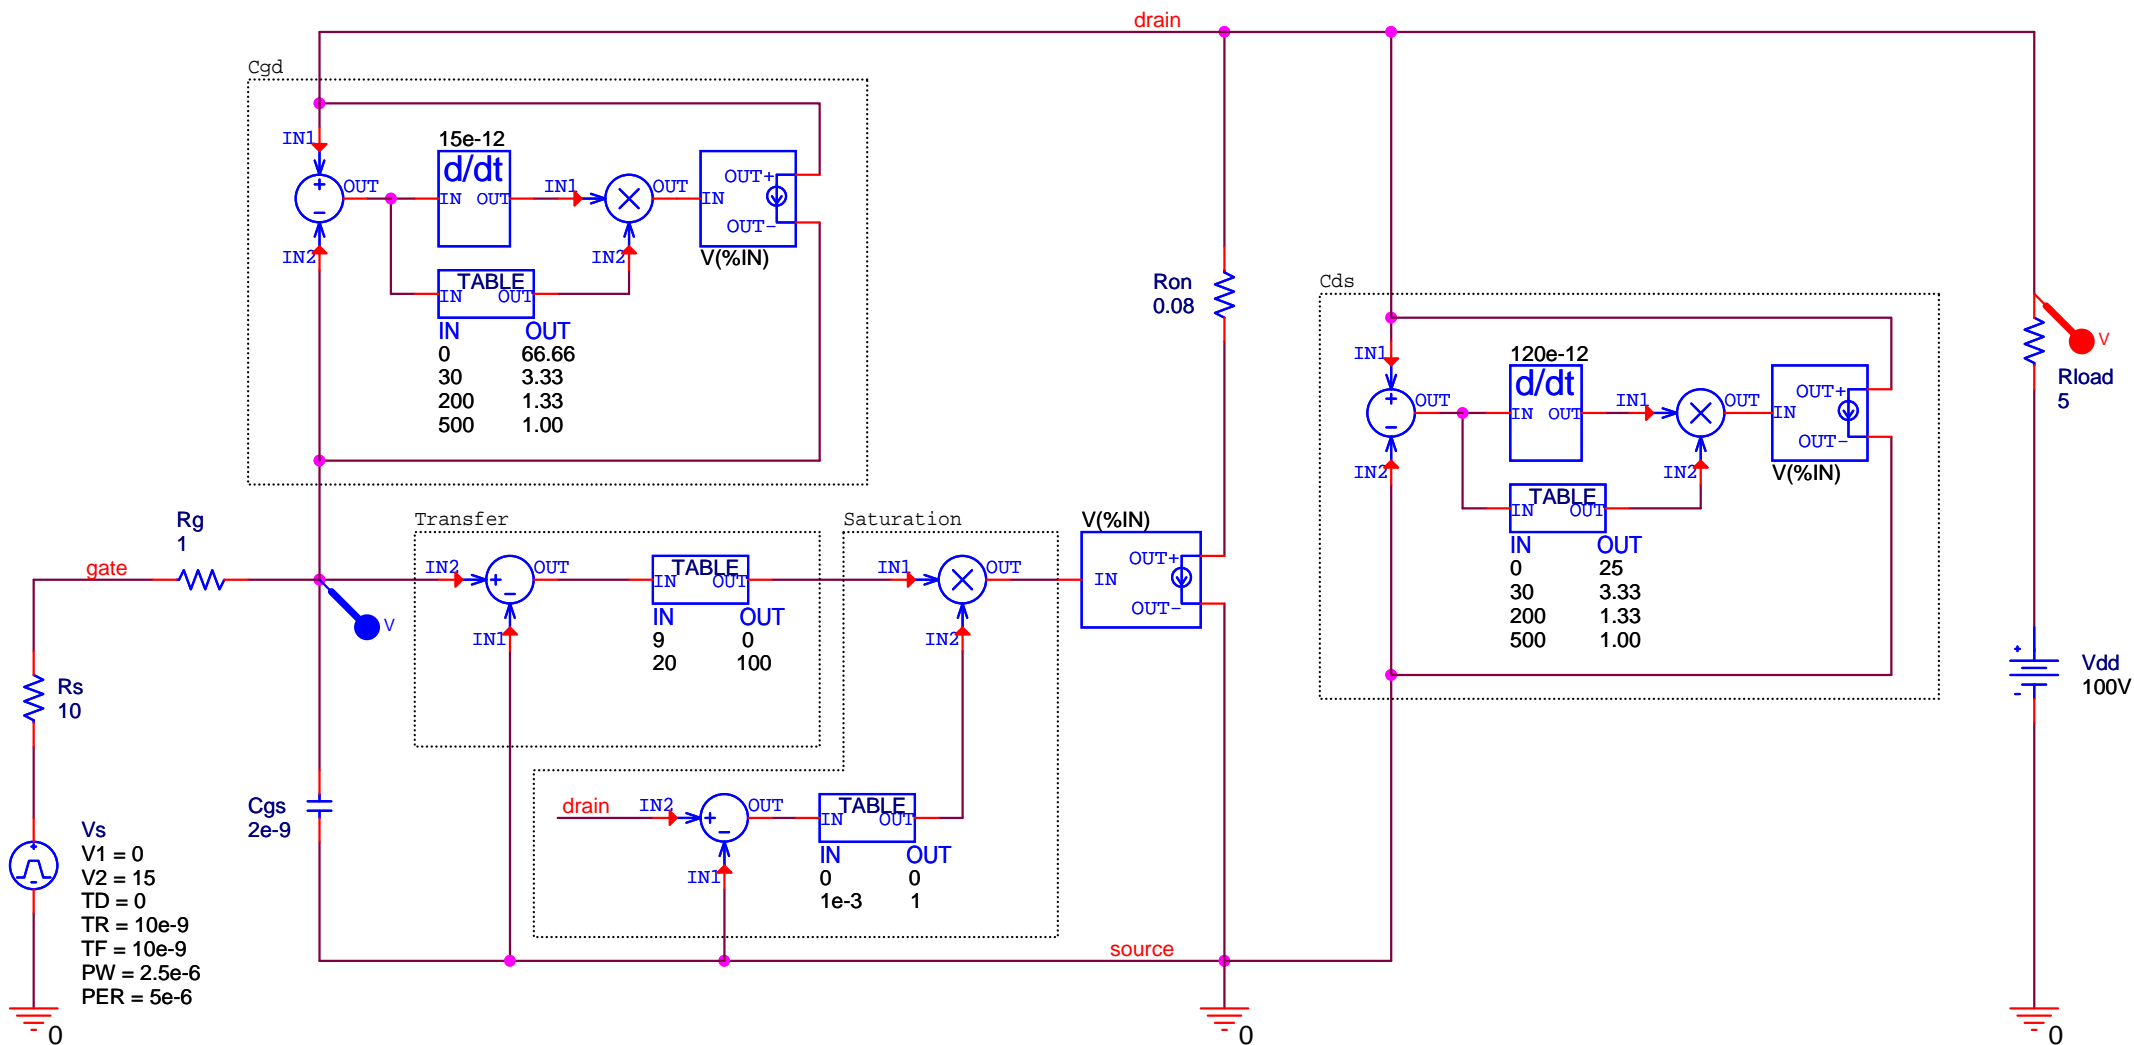 drain
Cgd
15e-12
IN1
d/dt
OUT
IN
OUT
IN1
OUT
IN
OUT+
OUT-
IN2
IN2
V(%IN)
TABLE
IN
OUT
IN OUT
0 66.66
30 3.33
200 1.33
500 1.00
Ron
0.08
Cds
120e-12
IN1
d/dt
OUT
IN
OUT
IN1
OUT
IN
OUT+
OUT-
IN2
IN2
V(%IN)
TABLE
IN
OUT
IN OUT
0 25
30 3.33
200 1.33
500 1.00
V
Rload
5
Rg
1
gate
V
Transfer
IN2
OUT
IN1
TABLE
IN
OUT
IN OUT
9 0
20 100
Saturation
IN1
OUT
IN2
V(%IN)
IN
OUT+
OUT-
Rs
10
Vdd
100V
Cgs
2e-9
drain
IN2
OUT
IN1
TABLE
IN
OUT
IN OUT
0 0
1e-3 1
source
Vs
V1 = 0
V2 = 15
TD = 0
TR = 10e-9
TF = 10e-9
PW = 2.5e-6
PER = 5e-6
0
0
0